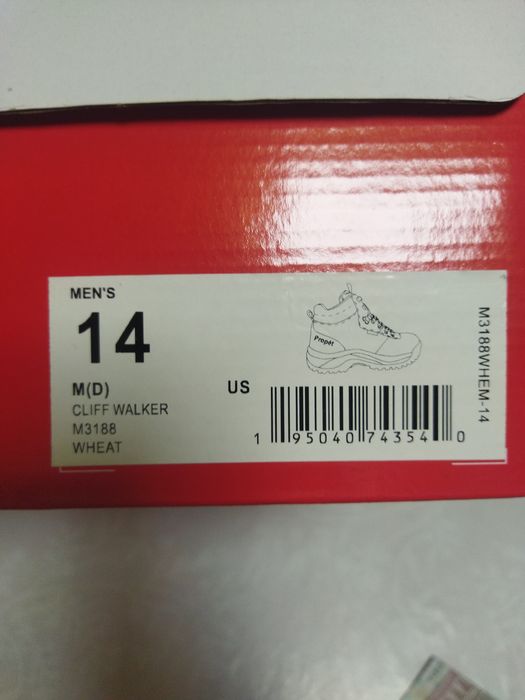 MEN'S
14
M(D)
CLIFF WALKER
M3188
WHEAT
US
Propét
1 95040 74354 0
M3188WHEM-14